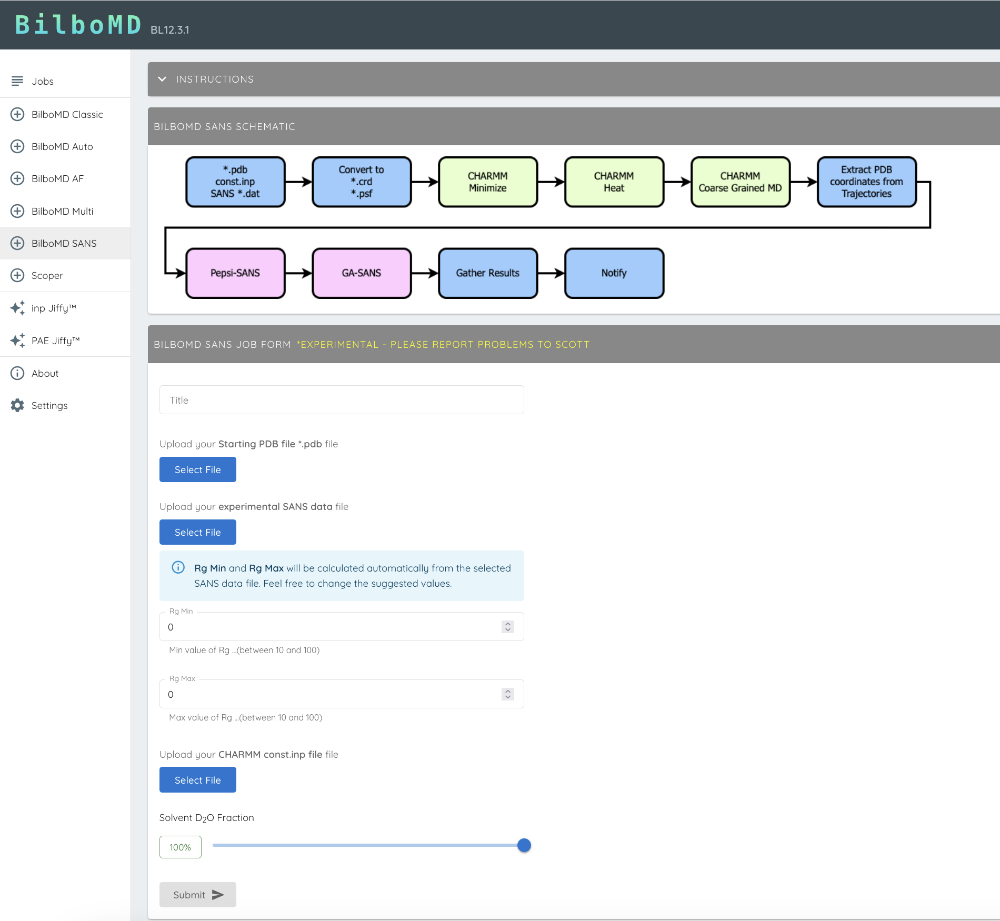 BilboMD BL12.3.1
Jobs
BilboMD Classic
BilboMD Auto
BilboMD AF
BilboMD Multi
BilboMD SANS
Scoper
inp Jiffy™
PAE Jiffy™
About
Settings
INSTRUCTIONS
BILBOMD SANS SCHEMATIC
*.pdb
const.inp
SANS *.dat
Convert to
*.crd
*.psf
CHARMM
Minimize
CHARMM
Heat
CHARMM
Coarse Grained MD
Extract PDB
coordinates from
Trajectories
Pepsi-SANS
GA-SANS
Gather Results
Notify
BILBOMD SANS JOB FORM *EXPERIMENTAL - PLEASE REPORT PROBLEMS TO SCOTT
Title
Upload your Starting PDB file *.pdb file
Select File
Upload your experimental SANS data file
Select File
Rg Min and Rg Max will be calculated automatically from the selected
SANS data file. Feel free to change the suggested values.
Rg Min
0
Min value of Rg ...(between 10 and 100)
Rg Max
0
Max value of Rg ...(between 10 and 100)
Upload your CHARMM const.inp file file
Select File
Solvent D₂O Fraction
100%
Submit